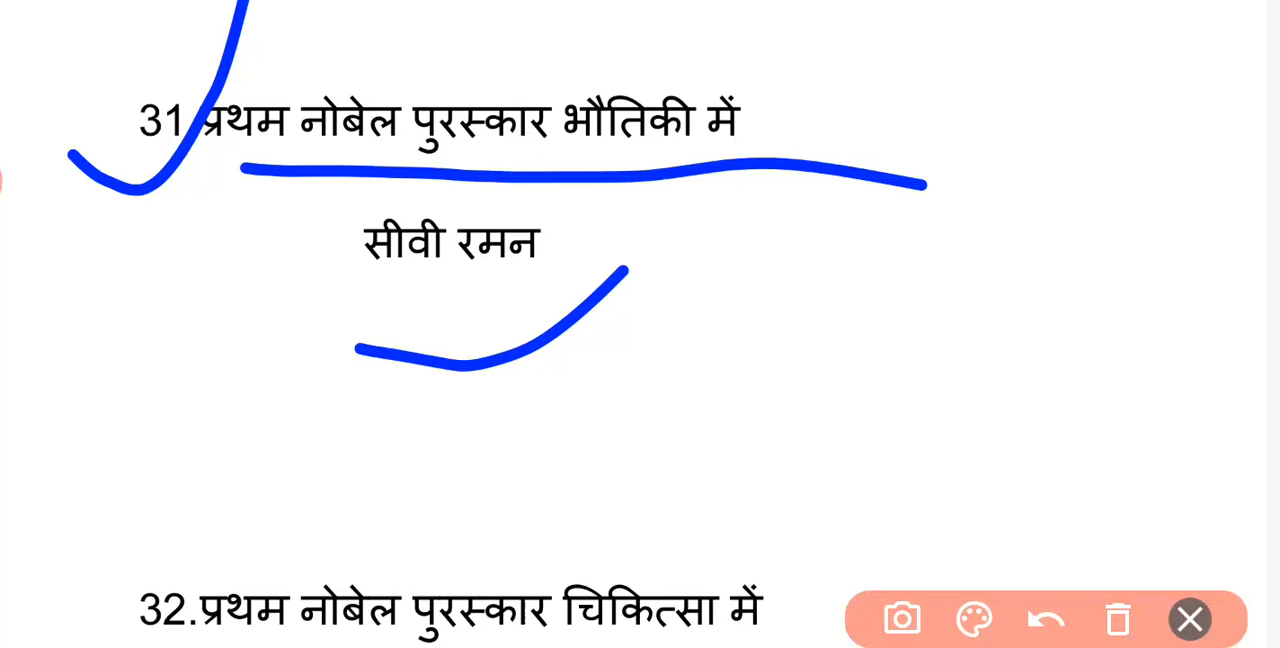 31.प्रथम नोबेल पुरस्कार भौतिकी में
सीवी रमन
32.प्रथम नोबेल पुरस्कार चिकित्सा में